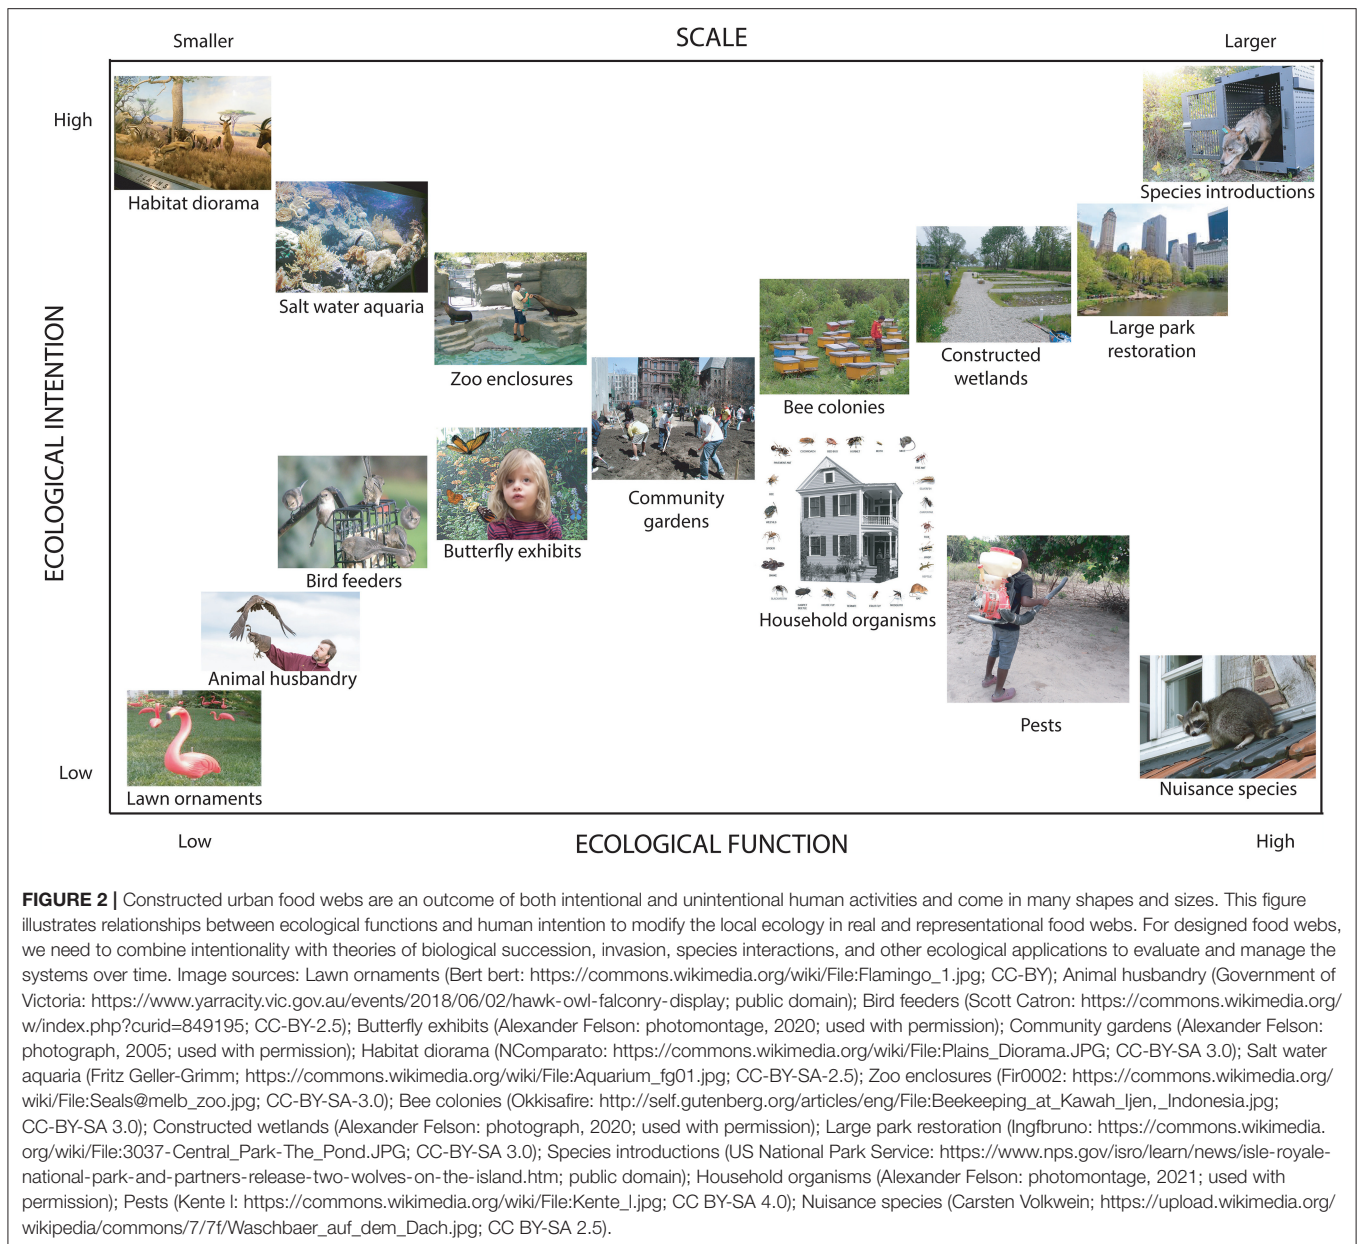 Smaller
SCALE
Larger
High
Habitat diorama
Species introductions
Salt water aquaria
Large park
restoration
Constructed
wetlands
Zoo enclosures
Bee colonies
ECOLOGICAL INTENTION
Community
gardens
Butterfly exhibits
Bird feeders
Household organisms
Animal husbandry
Pests
Low
Lawn ornaments
Nuisance species
Low
ECOLOGICAL FUNCTION
High
FIGURE 2 | Constructed urban food webs are an outcome of both intentional and unintentional human activities and come in many shapes and sizes. This figure
illustrates relationships between ecological functions and human intention to modify the local ecology in real and representational food webs. For designed food webs,
we need to combine intentionality with theories of biological succession, invasion, species interactions, and other ecological applications to evaluate and manage the
systems over time. Image sources: Lawn ornaments (Bert bert: https://commons.wikimedia.org/wiki/File:Flamingo_1.jpg; CC-BY); Animal husbandry (Government of
Victoria: https://www.yarracity.vic.gov.au/events/2018/06/02/hawk-owl-falconry-display; public domain); Bird feeders (Scott Catron: https://commons.wikimedia.org/
w/index.php?curid=849195; CC-BY-2.5); Butterfly exhibits (Alexander Felson: photomontage, 2020; used with permission); Community gardens (Alexander Felson:
photograph, 2005; used with permission); Habitat diorama (NComparato: https://commons.wikimedia.org/wiki/File:Plains_Diorama.JPG; CC-BY-SA 3.0); Salt water
aquaria (Fritz Geller-Grimm; https://commons.wikimedia.org/wiki/File:Aquarium_fg01.jpg; CC-BY-SA-2.5); Zoo enclosures (Fir0002: https://commons.wikimedia.org/
wiki/File:Seals@melb_zoo.jpg; CC-BY-SA-3.0); Bee colonies (Okkisafire: http://self.gutenberg.org/articles/eng/File:Beekeeping_at_Kawah_Ijen,_Indonesia.jpg;
CC-BY-SA 3.0); Constructed wetlands (Alexander Felson: photograph, 2020; used with permission); Large park restoration (Ingfbruno: https://commons.wikimedia.
org/wiki/File:3037-Central_Park-The_Pond.JPG; CC-BY-SA 3.0); Species introductions (US National Park Service: https://www.nps.gov/isro/learn/news/isle-royale-
national-park-and-partners-release-two-wolves-on-the-island.htm; public domain); Household organisms (Alexander Felson: photomontage, 2021; used with
permission); Pests (Kente l: https://commons.wikimedia.org/wiki/File:Kente_l.jpg; CC BY-SA 4.0); Nuisance species (Carsten Volkwein; https://upload.wikimedia.org/
wikipedia/commons/7/7f/Waschbaer_auf_dem_Dach.jpg; CC BY-SA 2.5).